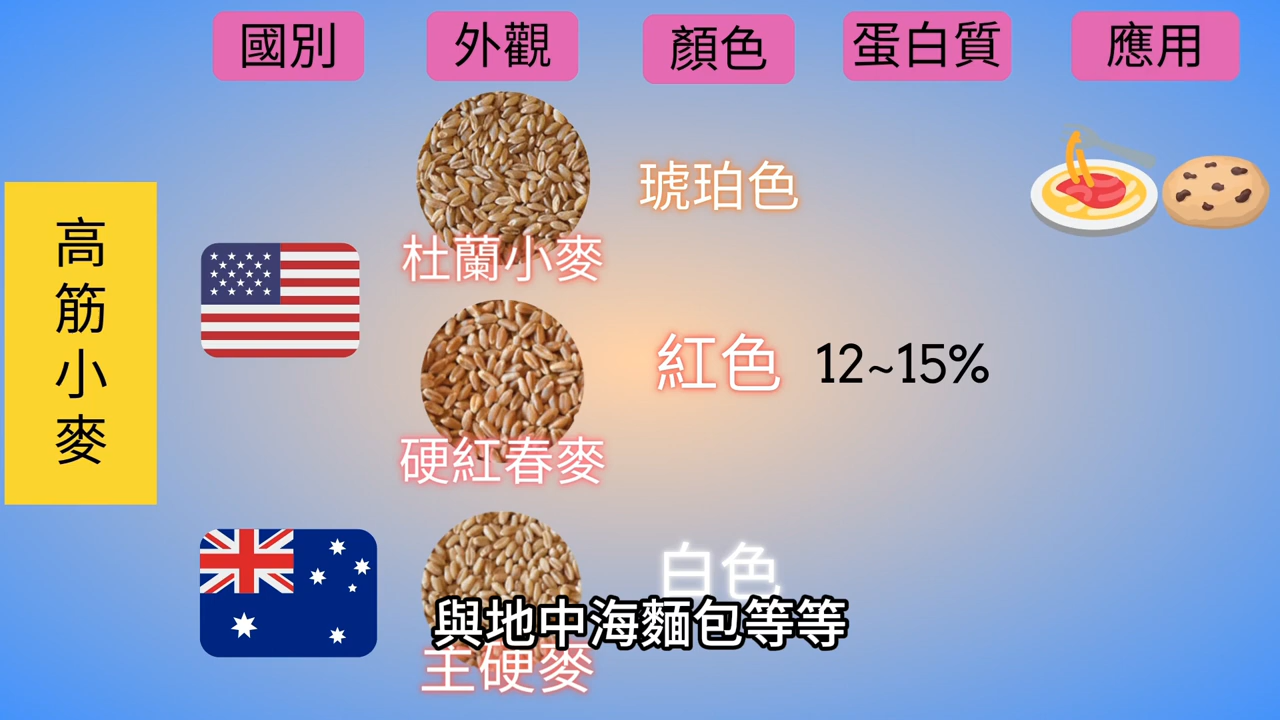 國別
外觀
顏色
蛋白質
應用
高筋小麥
琥珀色
杜蘭小麥
紅色
12~15%
硬紅春麥
白色
與地中海麵包等等
主硬麥